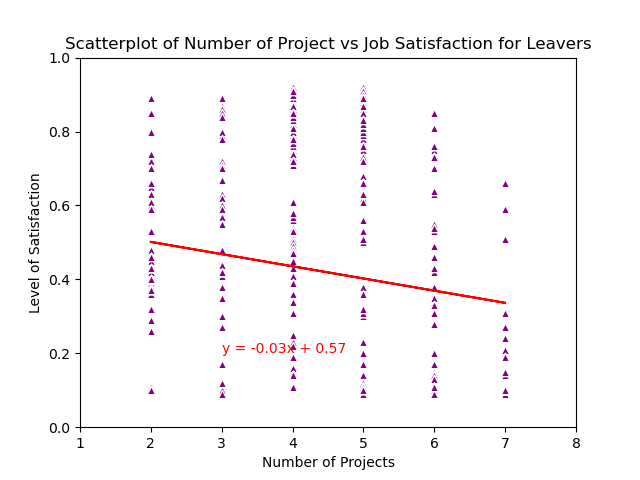 Scatterplot of Number of Project vs Job Satisfaction for Leavers
1.0
0.8
0.6
0.4
0.2
0.0
Level of Satisfaction
y = -0.03x + 0.57
1 2 3 4 5 6 7 8
Number of Projects